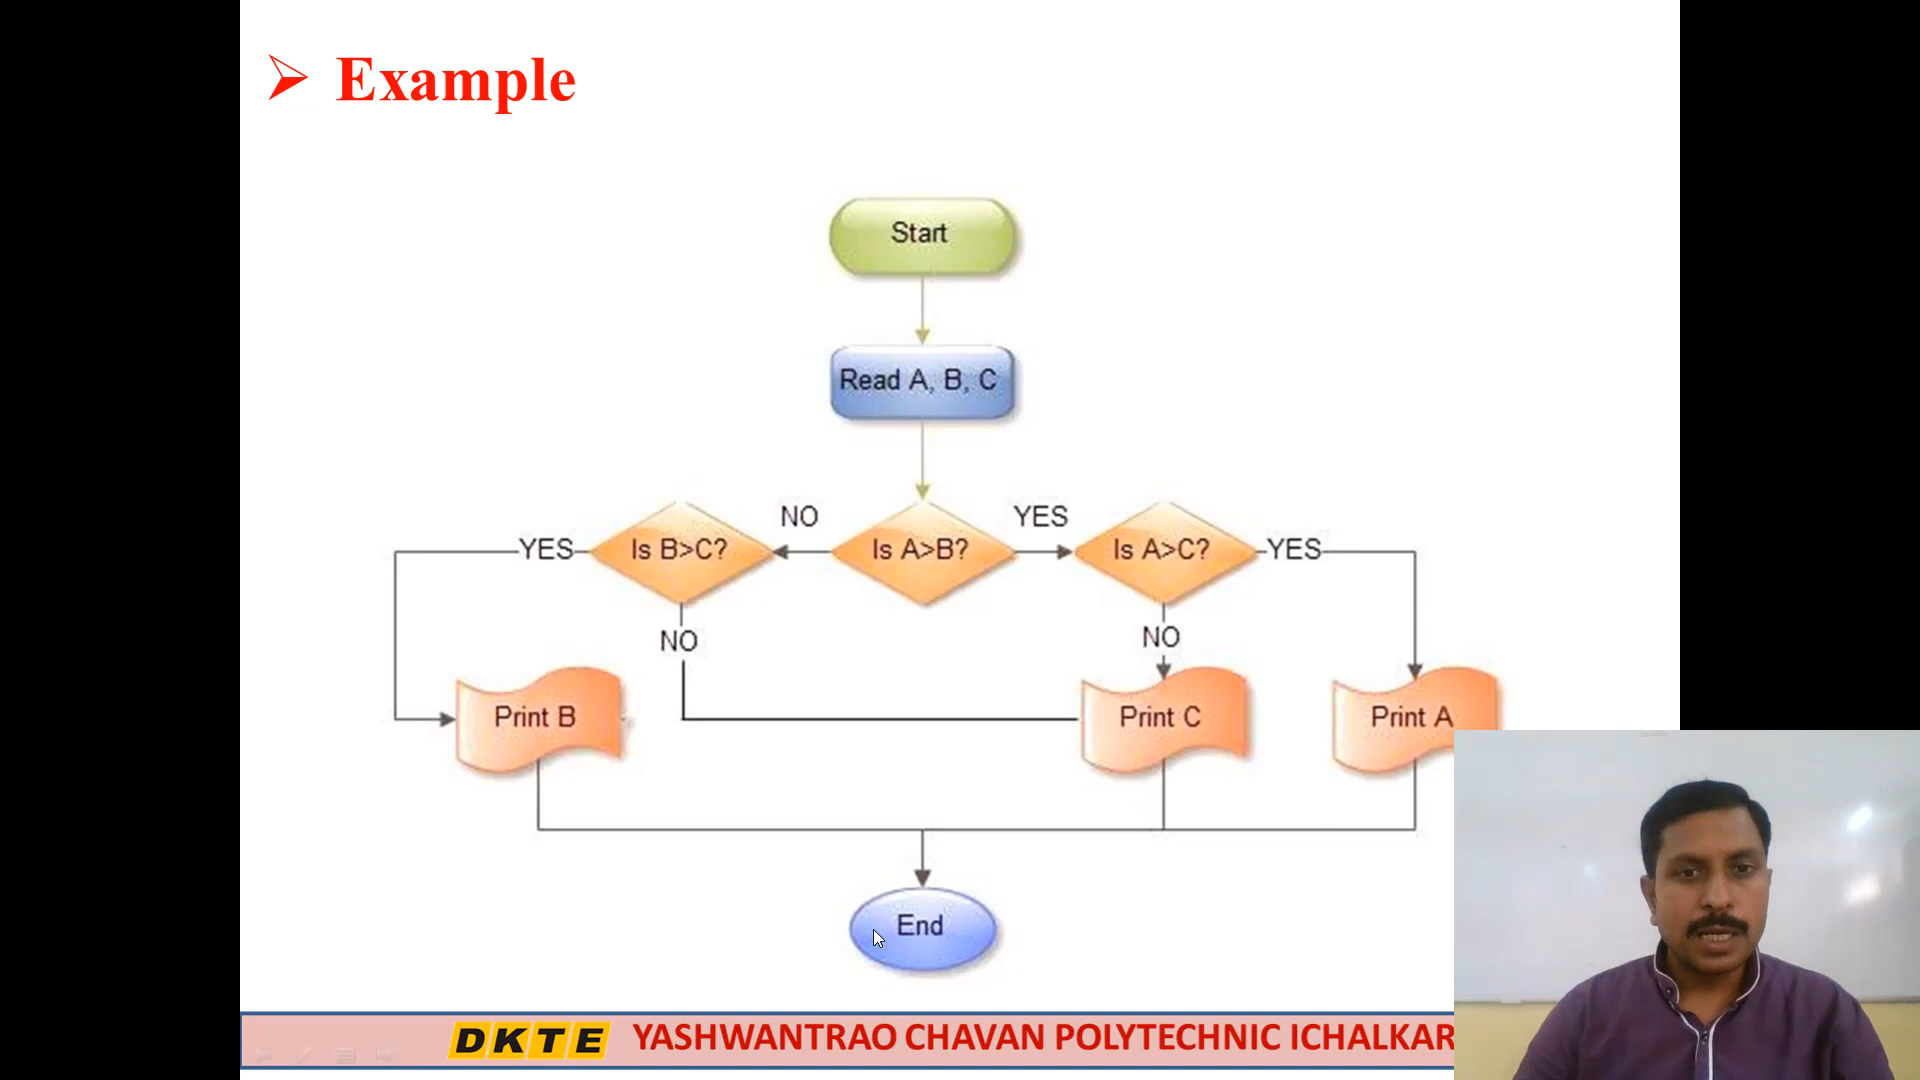 Example
Start
Read A, B, C
NO
YES
YES
Is B>C?
Is A>B?
Is A>C?
YES
NO
NO
Print B
Print C
Print A
End
DKTE YASHWANTRAO CHAVAN POLYTECHNIC ICHALKAR